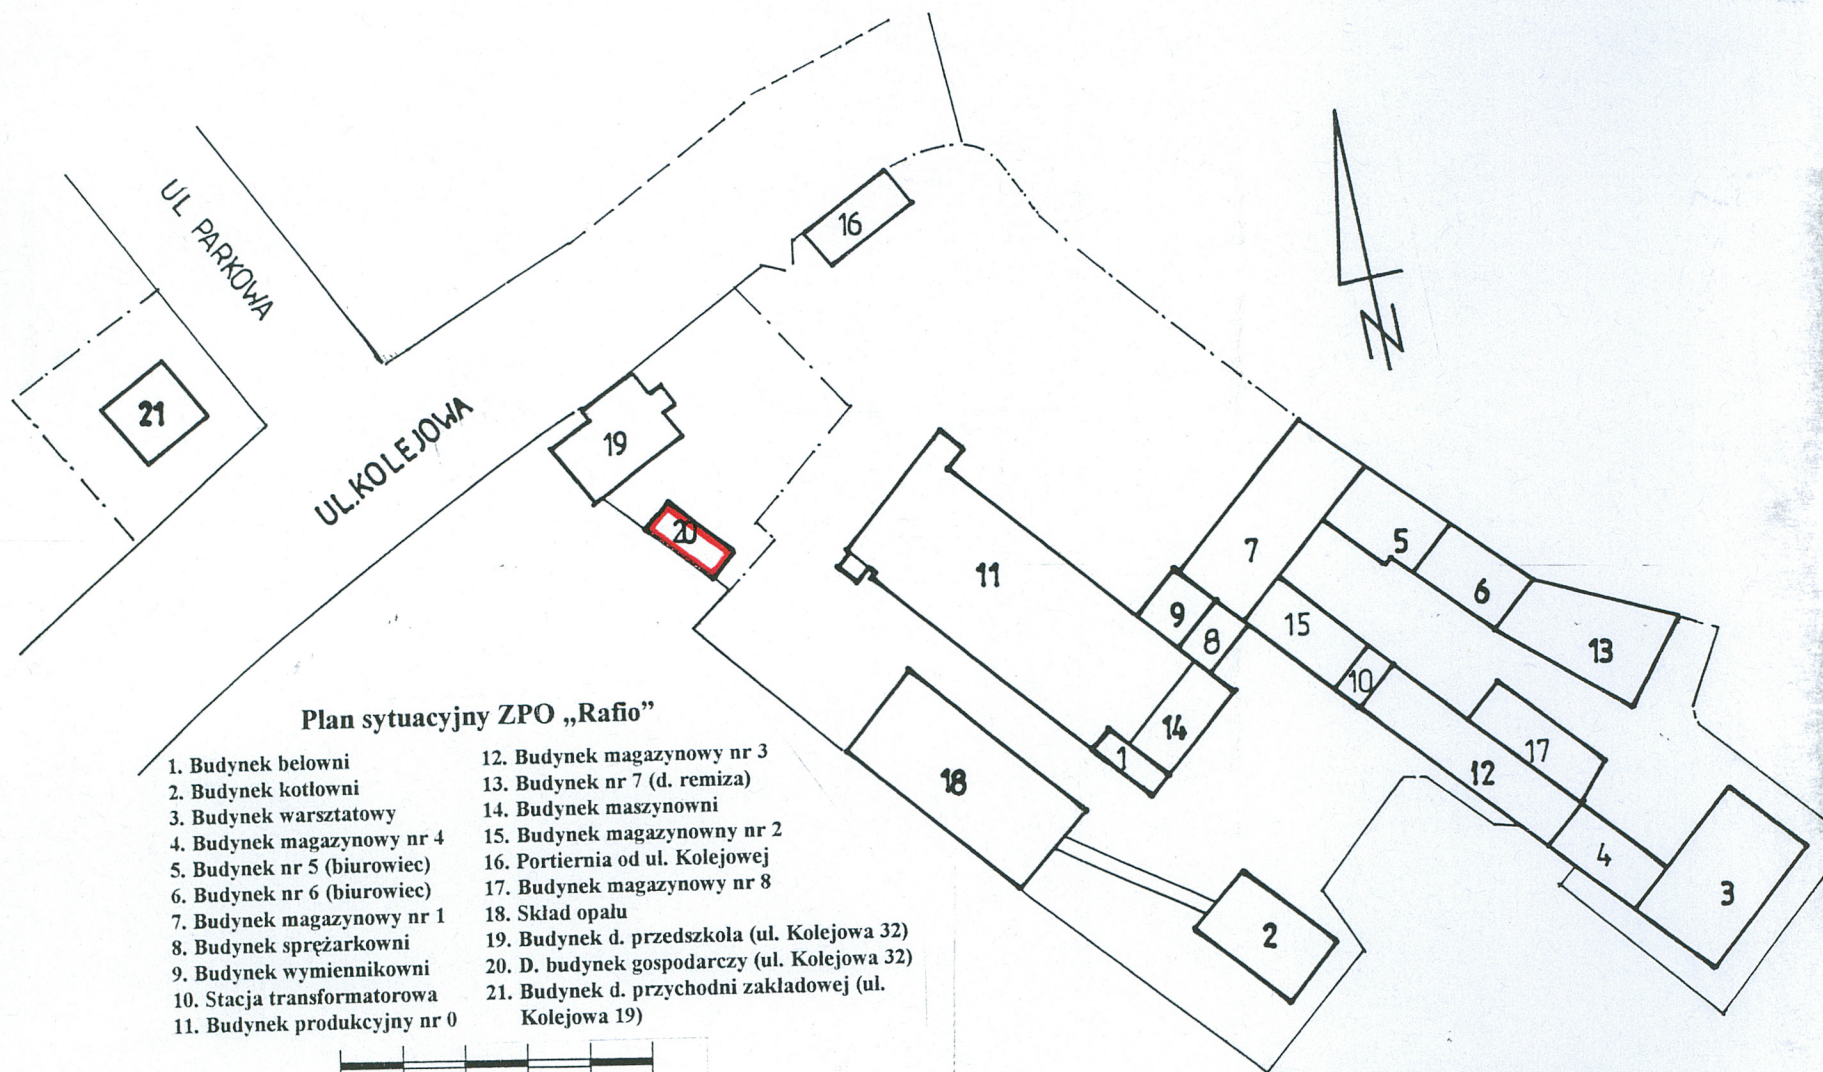 UL PARKOWA
16
21
UL.KOLEJOWA
19
20
N
11
7
5
6
9
8
15
13
10
14
1
17
12
18
4
3
2
Plan sytuacyjny ZPO „Rafio”
1. Budynek belowni
2. Budynek kotłowni
3. Budynek warsztatowy
4. Budynek magazynowy nr 4
5. Budynek nr 5 (biurowiec)
6. Budynek nr 6 (biurowiec)
7. Budynek magazynowy nr 1
8. Budynek sprężarkowni
9. Budynek wymiennikowni
10. Stacja transformatorowa
11. Budynek produkcyjny nr 0
12. Budynek magazynowy nr 3
13. Budynek nr 7 (d. remiza)
14. Budynek maszynowni
15. Budynek magazynowny nr 2
16. Portiernia od ul. Kolejowej
17. Budynek magazynowy nr 8
18. Skład opału
19. Budynek d. przedszkola (ul. Kolejowa 32)
20. D. budynek gospodarczy (ul. Kolejowa 32)
21. Budynek d. przychodni zakładowej (ul.
Kolejowa 19)